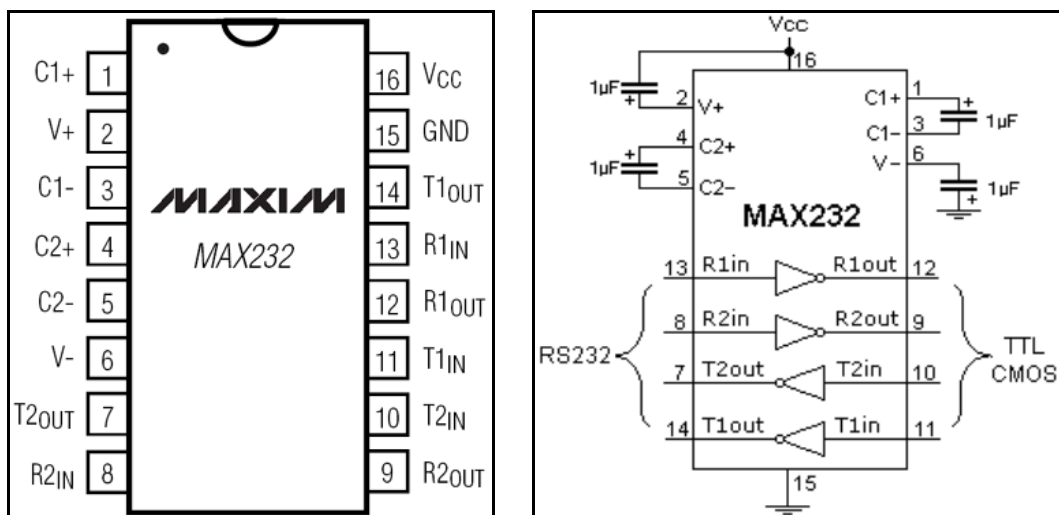 C1+ 1
V+ 2
C1- 3
C2+ 4
C2- 5
V- 6
T2OUT 7
R2IN 8
MAXIM
MAX232
16 VCC
15 GND
14 T1OUT
13 R1IN
12 R1OUT
11 T1IN
10 T2IN
9 R2OUT
Vcc
16
1µF + 2 V+
C1+ 1
+ 1µF
C1- 3
4 C2+
1µF +
5 C2-
V- 6
1µF
+
MAX232
13 R1in R1out 12
8 R2in R2out 9
RS232
TTL
CMOS
7 T2out T2in 10
14 T1out T1in 11
15